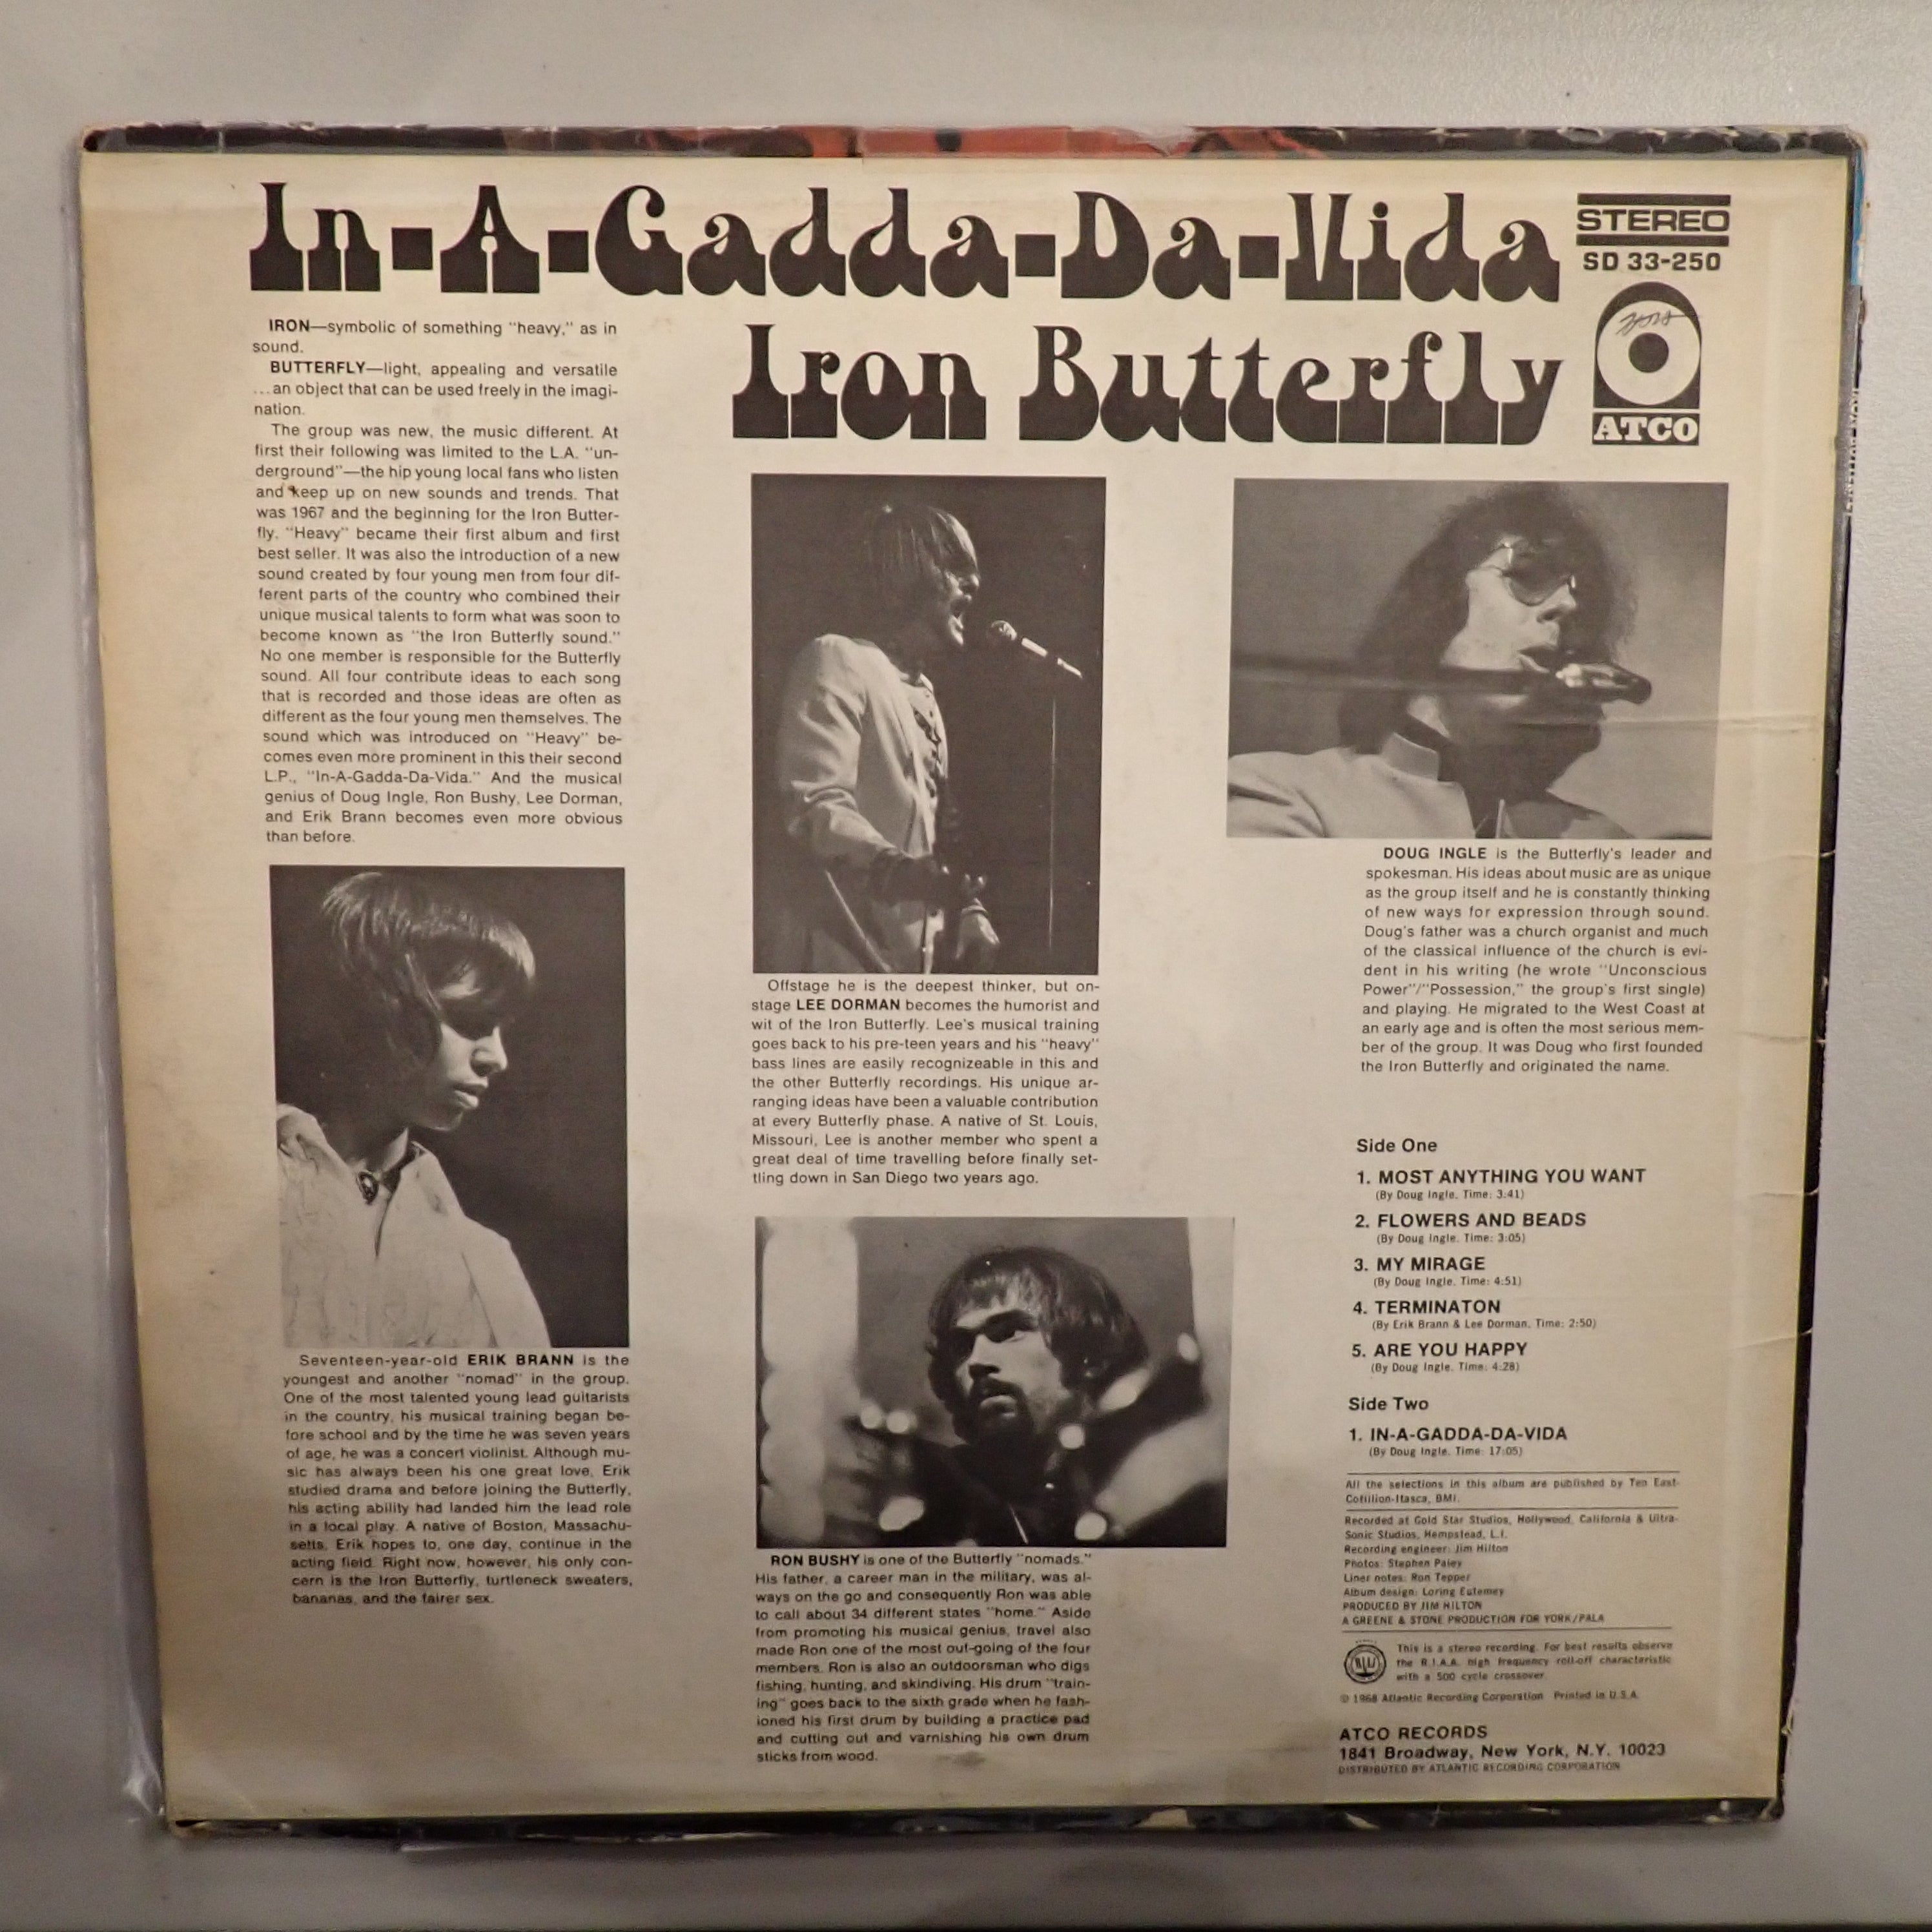 In-A-Gadda-Da-Vida
Iron Butterfly
STEREO
SD 33-250
ATCO
IRON—symbolic of something "heavy," as in
sound.
BUTTERFLY—light, appealing and versatile
...an object that can be used freely in the imagi-
nation.
The group was new, the music different. At
first their following was limited to the L.A. "un-
derground"—the hip young local fans who listen
and keep up on new sounds and trends. That
was 1967 and the beginning for the Iron Butter-
fly. "Heavy" became their first album and first
best seller. It was also the introduction of a new
sound created by four young men from four dif-
ferent parts of the country who combined their
unique musical talents to form what was soon to
become known as "the Iron Butterfly sound."
No one member is responsible for the Butterfly
sound. All four contribute ideas to each song
that is recorded and those ideas are often as
different as the four young men themselves. The
sound which was introduced on "Heavy" be-
comes even more prominent in this their second
L.P., "In-A-Gadda-Da-Vida." And the musical
genius of Doug Ingle, Ron Bushy, Lee Dorman,
and Erik Brann becomes even more obvious
than before.
Seventeen-year-old ERIK BRANN is the
youngest and another "nomad" in the group.
One of the most talented young lead guitarists
in the country, his musical training began be-
fore school and by the time he was seven years
of age, he was a concert violinist. Although mu-
sic has always been his one great love, Erik
studied drama and before joining the Butterfly,
his acting ability had landed him the lead role
in a local play. A native of Boston, Massachu-
setts, Erik hopes to, one day, continue in the
acting field. Right now, however, his only con-
cern is the Iron Butterfly, turtleneck sweaters,
bananas, and the fairer sex.
Offstage he is the deepest thinker, but on-
stage LEE DORMAN becomes the humorist and
wit of the Iron Butterfly. Lee's musical training
goes back to his pre-teen years and his "heavy"
bass lines are easily recognizeable in this and
the other Butterfly recordings. His unique ar-
ranging ideas have been a valuable contribution
at every Butterfly phase. A native of St. Louis,
Missouri, Lee is another member who spent a
great deal of time travelling before finally set-
tling down in San Diego two years ago.
RON BUSHY is one of the Butterfly "nomads."
His father, a career man in the military, was al-
ways on the go and consequently Ron was able
to call about 34 different states "home." Aside
from promoting his musical genius, travel also
made Ron one of the most out-going of the four
members. Ron is also an outdoorsman who digs
fishing, hunting, and skindiving. His drum "train-
ing" goes back to the sixth grade when he fash-
ioned his first drum by building a practice pad
and cutting out and varnishing his own drum
sticks from wood.
DOUG INGLE is the Butterfly's leader and
spokesman. His ideas about music are as unique
as the group itself and he is constantly thinking
of new ways for expression through sound.
Doug's father was a church organist and much
of the classical influence of the church is evi-
dent in his writing (he wrote "Unconscious
Power"/"Possession," the group's first single)
and playing. He migrated to the West Coast at
an early age and is often the most serious mem-
ber of the group. It was Doug who first founded
the Iron Butterfly and originated the name.
Side One
1. MOST ANYTHING YOU WANT
(By Doug Ingle. Time: 3:41)
2. FLOWERS AND BEADS
(By Doug Ingle. Time: 3:05)
3. MY MIRAGE
(By Doug Ingle. Time: 4:51)
4. TERMINATON
(By Erik Brann & Lee Dorman. Time: 2:50)
5. ARE YOU HAPPY
(By Doug Ingle. Time: 4:28)
Side Two
1. IN-A-GADDA-DA-VIDA
(By Doug Ingle. Time: 17:05)
All the selections in this album are published by Ten East-
Cotillion-Itasca, BMI.
Recorded at Gold Star Studios, Hollywood, California & Ultra-
Sonic Studios, Hempstead, L.I.
Recording engineer: Jim Hilton
Photos: Stephen Paley
Liner notes: Ron Tepper
Album design: Loring Eutemey
PRODUCED BY JIM HILTON
A GREENE & STONE PRODUCTION FOR YORK/PALA
This is a stereo recording. For best results observe
the R.I.A.A. high frequency roll-off characteristic
with a 500 cycle crossover.
© 1968 Atlantic Recording Corporation Printed in U.S.A.
ATCO RECORDS
1841 Broadway, New York, N.Y. 10023
DISTRIBUTED BY ATLANTIC RECORDING CORPORATION